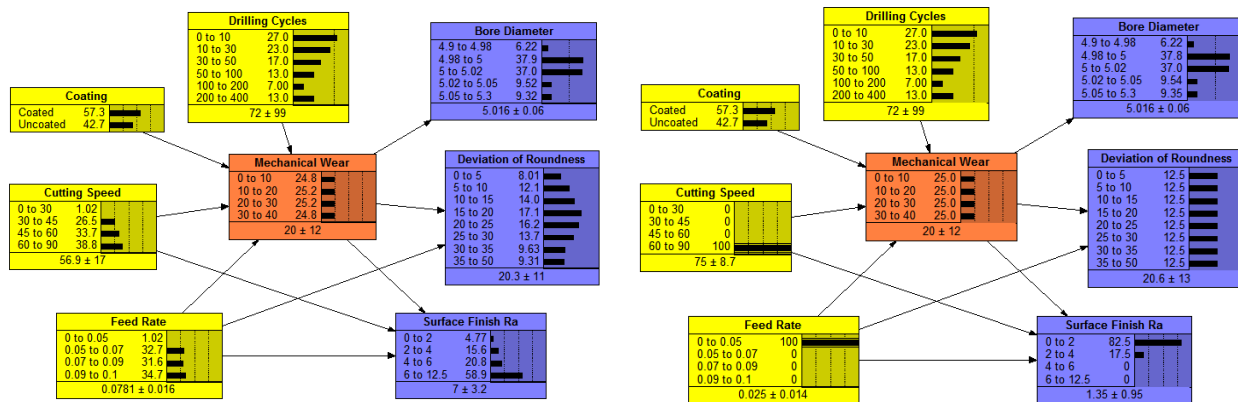 Drilling Cycles
0 to 10 27.0
10 to 30 23.0
30 to 50 17.0
50 to 100 13.0
100 to 200 7.00
200 to 400 13.0
72 ± 99
Bore Diameter
4.9 to 4.98 6.22
4.98 to 5 37.9
5 to 5.02 37.0
5.02 to 5.05 9.52
5.05 to 5.3 9.32
5.016 ± 0.06
Coating
Coated 57.3
Uncoated 42.7
Mechanical Wear
0 to 10 24.8
10 to 20 25.2
20 to 30 25.2
30 to 40 24.8
20 ± 12
Deviation of Roundness
0 to 5 8.01
5 to 10 12.1
10 to 15 14.0
15 to 20 17.1
20 to 25 16.2
25 to 30 13.7
30 to 35 9.63
35 to 50 9.31
20.3 ± 11
Cutting Speed
0 to 30 1.02
30 to 45 26.5
45 to 60 33.7
60 to 90 38.8
56.9 ± 17
Feed Rate
0 to 0.05 1.02
0.05 to 0.07 32.7
0.07 to 0.09 31.6
0.09 to 0.1 34.7
0.0781 ± 0.016
Surface Finish Ra
0 to 2 4.77
2 to 4 15.6
4 to 6 20.8
6 to 12.5 58.9
7 ± 3.2
Drilling Cycles
0 to 10 27.0
10 to 30 23.0
30 to 50 17.0
50 to 100 13.0
100 to 200 7.00
200 to 400 13.0
72 ± 99
Bore Diameter
4.9 to 4.98 6.22
4.98 to 5 37.8
5 to 5.02 37.0
5.02 to 5.05 9.54
5.05 to 5.3 9.35
5.016 ± 0.06
Coating
Coated 57.3
Uncoated 42.7
Mechanical Wear
0 to 10 25.0
10 to 20 25.0
20 to 30 25.0
30 to 40 25.0
20 ± 12
Deviation of Roundness
0 to 5 12.5
5 to 10 12.5
10 to 15 12.5
15 to 20 12.5
20 to 25 12.5
25 to 30 12.5
30 to 35 12.5
35 to 50 12.5
20.6 ± 13
Cutting Speed
0 to 30 0
30 to 45 0
45 to 60 0
60 to 90 100
75 ± 8.7
Feed Rate
0 to 0.05 100
0.05 to 0.07 0
0.07 to 0.09 0
0.09 to 0.1 0
0.025 ± 0.014
Surface Finish Ra
0 to 2 82.5
2 to 4 17.5
4 to 6 0
6 to 12.5 0
1.35 ± 0.95